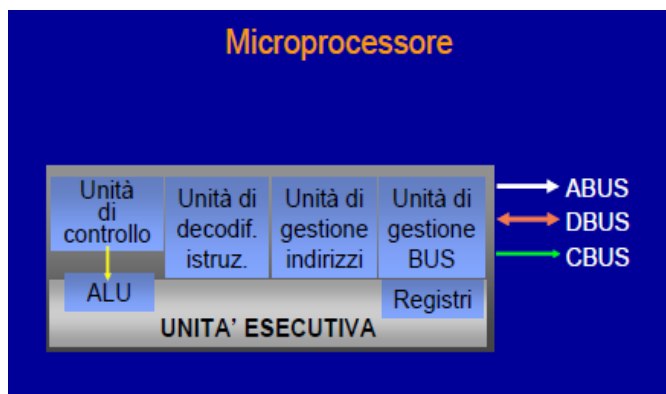 Microprocessore
Unità
di
controllo
Unità di
decodif.
istruz.
Unità di
gestione
indirizzi
Unità di
gestione
BUS
ABUS
DBUS
CBUS
ALU
Registri
UNITA' ESECUTIVA